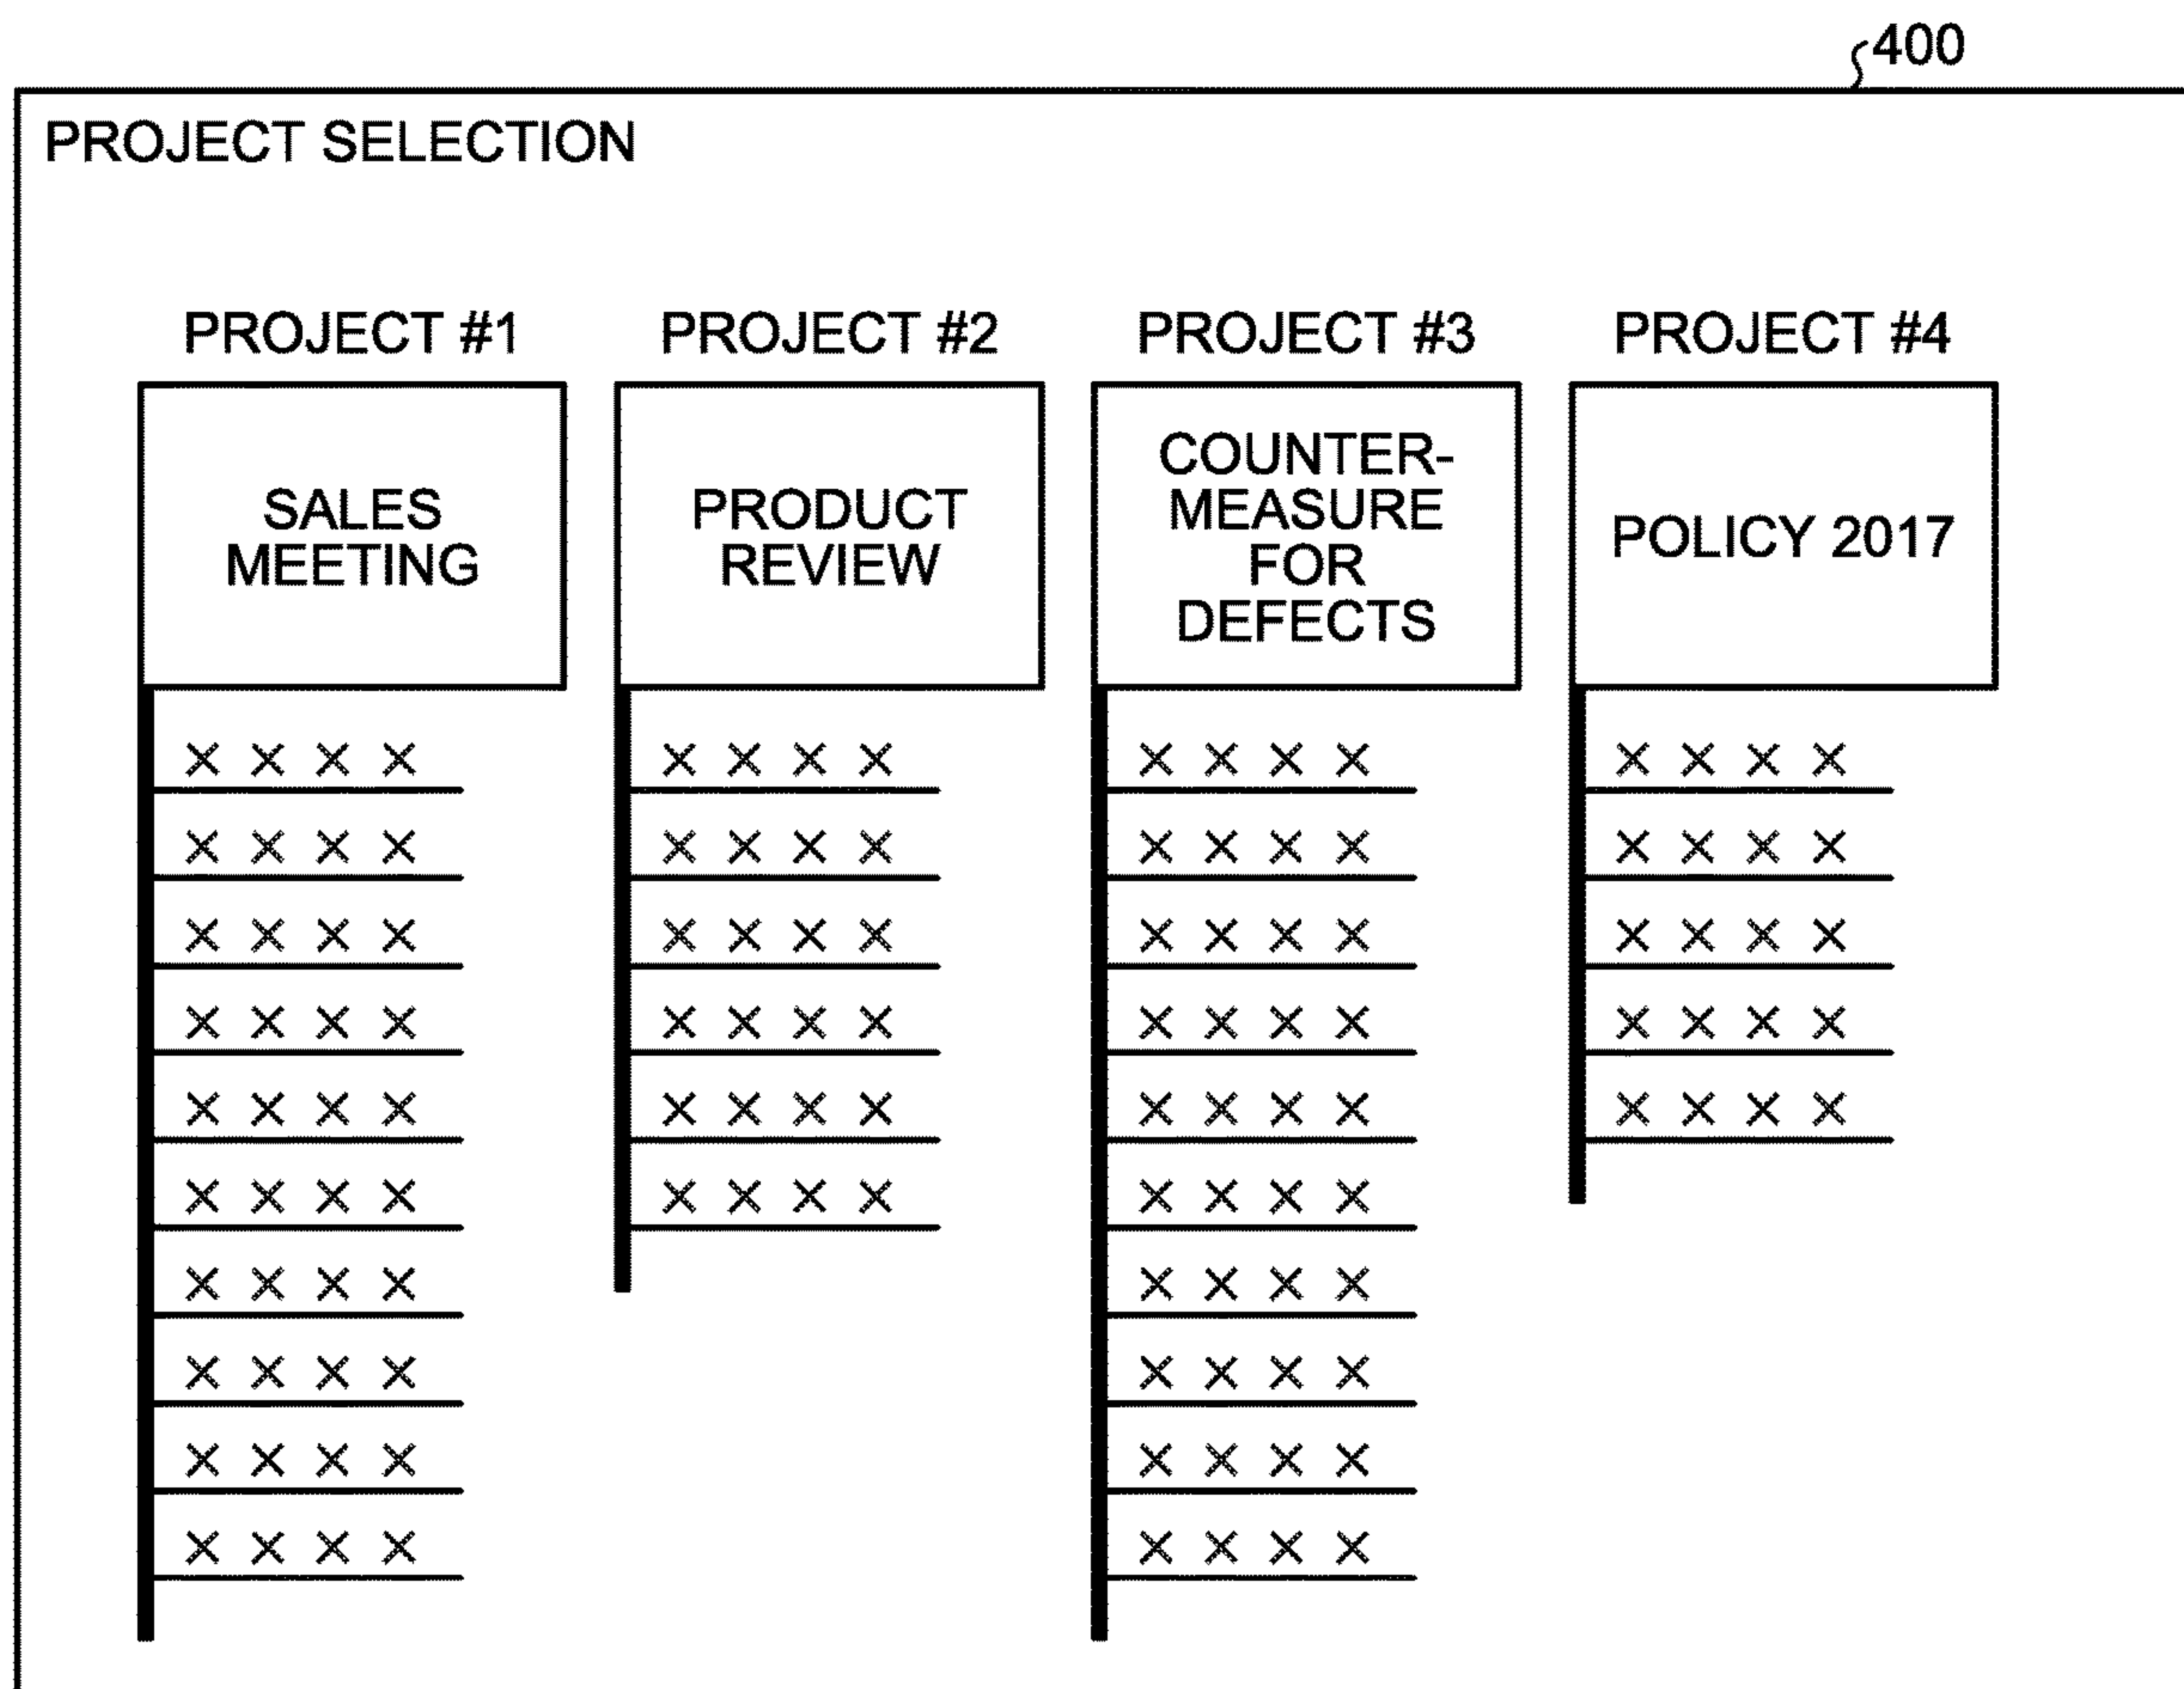 400
PROJECT SELECTION
PROJECT #1 PROJECT #2 PROJECT #3 PROJECT #4
SALES
MEETING
PRODUCT
REVIEW
COUNTER-
MEASURE
FOR
DEFECTS
POLICY 2017
× × × × × × × × × × × × × × × ×
× × × × × × × × × × × × × × × ×
× × × × × × × × × × × × × × × ×
× × × × × × × × × × × × × × × ×
× × × × × × × × × × × × × × × ×
× × × × × × × × × × × ×
× × × × × × × ×
× × × × × × × ×
× × × × × × × ×
× × × × × × × ×